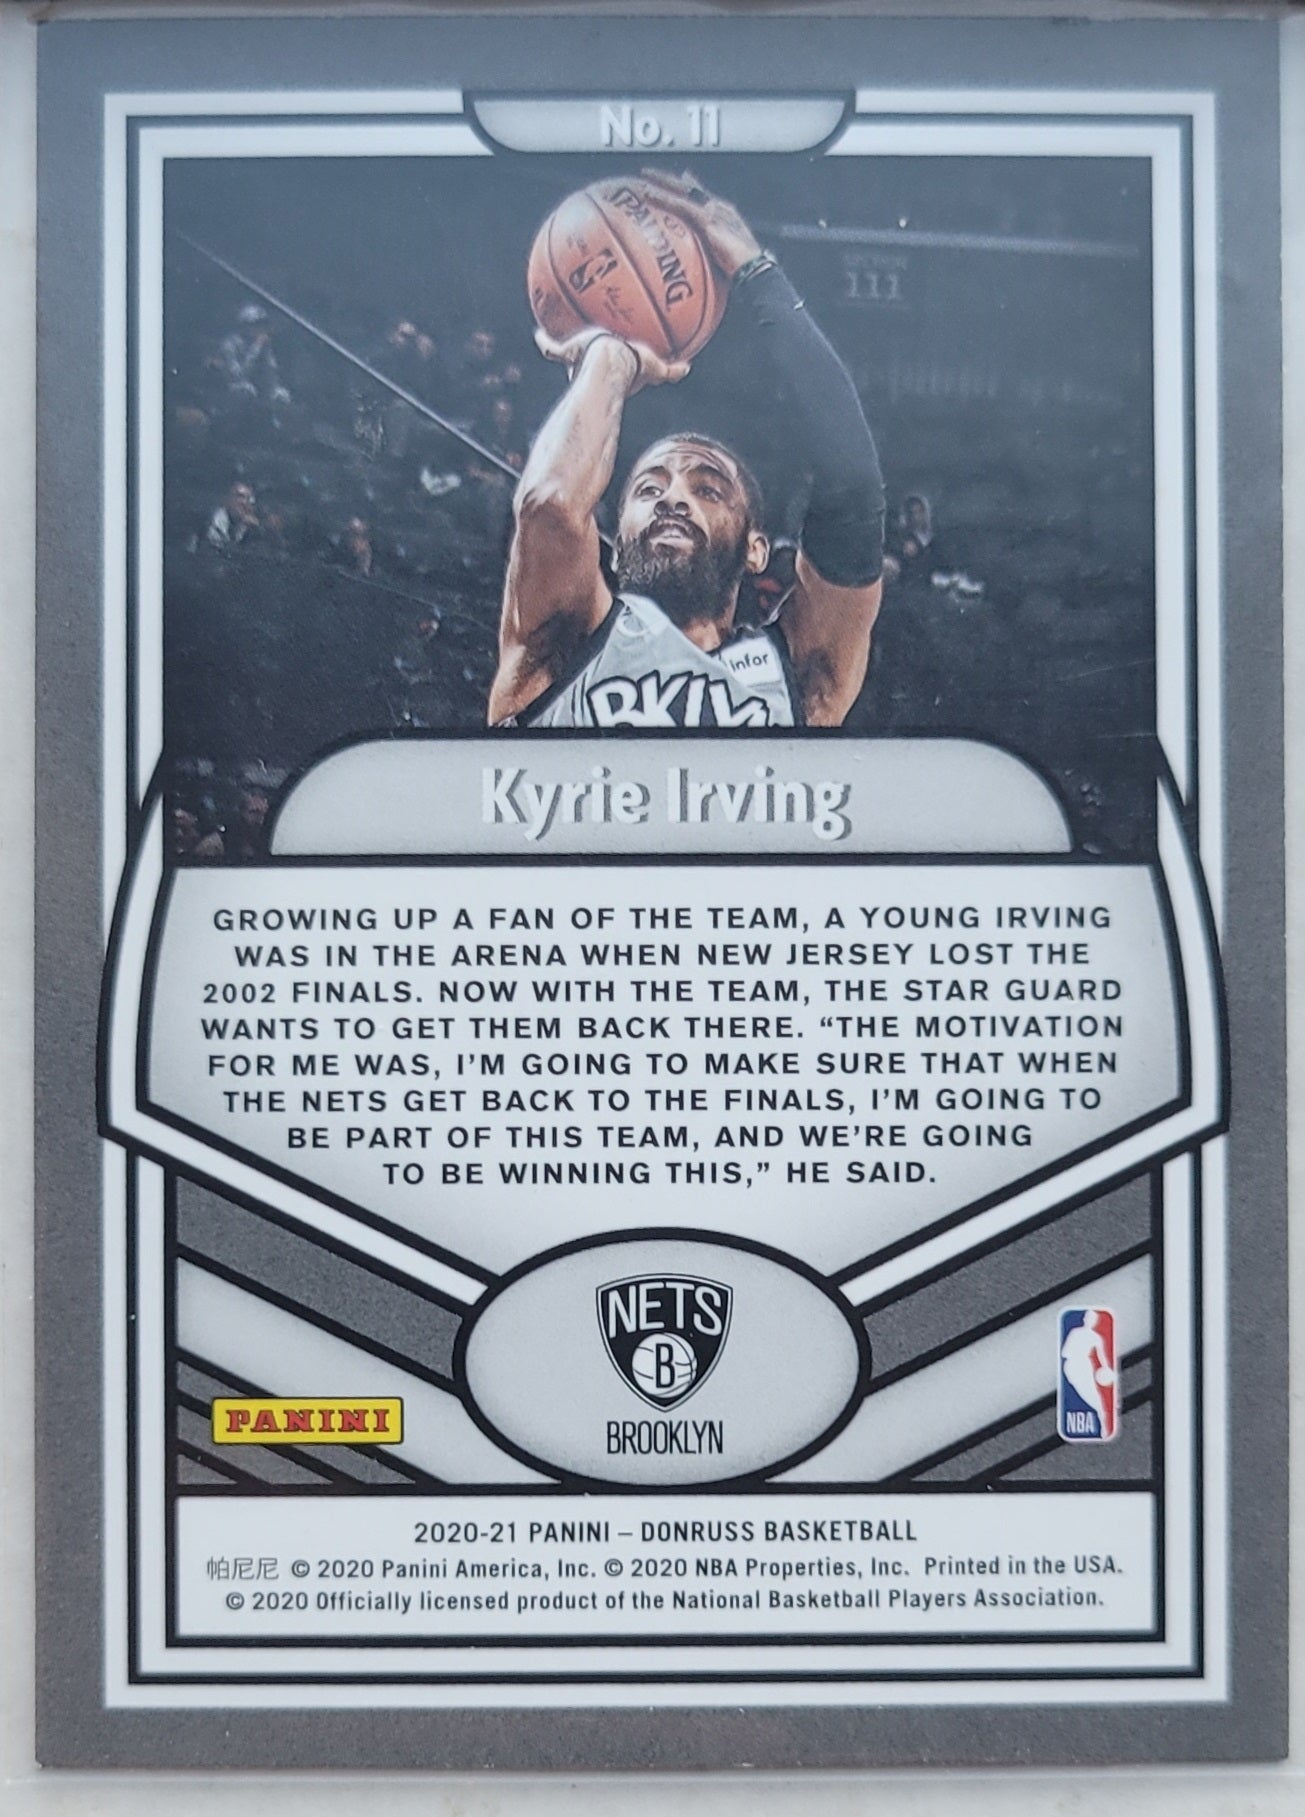 No. 11
SPALDING
SECTION
111
infor
BKLYN
Kyrie Irving
GROWING UP A FAN OF THE TEAM, A YOUNG IRVING
WAS IN THE ARENA WHEN NEW JERSEY LOST THE
2002 FINALS. NOW WITH THE TEAM, THE STAR GUARD
WANTS TO GET THEM BACK THERE. “THE MOTIVATION
FOR ME WAS, I’M GOING TO MAKE SURE THAT WHEN
THE NETS GET BACK TO THE FINALS, I’M GOING TO
BE PART OF THIS TEAM, AND WE’RE GOING
TO BE WINNING THIS,” HE SAID.
NETS
B
BROOKLYN
PANINI
NBA
2020-21 PANINI – DONRUSS BASKETBALL
帕尼尼 © 2020 Panini America, Inc. © 2020 NBA Properties, Inc. Printed in the USA.
© 2020 Officially licensed product of the National Basketball Players Association.